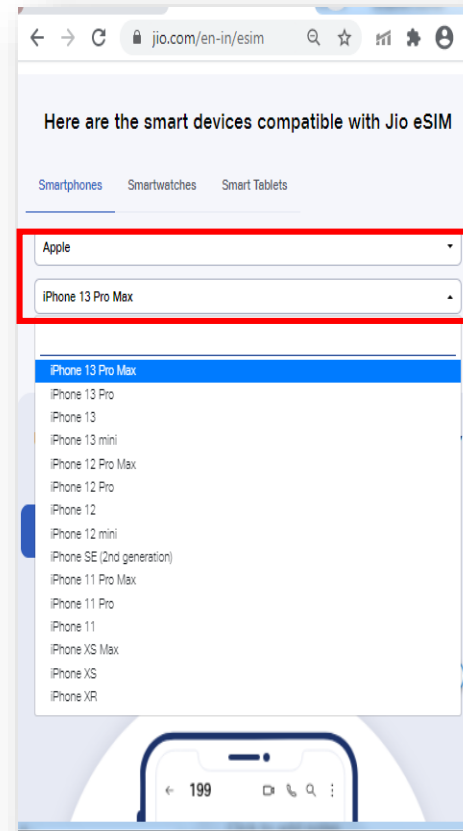 jio.com/en-in/esim
Here are the smart devices compatible with Jio eSIM
Smartphones Smartwatches Smart Tablets
Apple
iPhone 13 Pro Max
iPhone 13 Pro Max
iPhone 13 Pro
iPhone 13
iPhone 13 mini
iPhone 12 Pro Max
iPhone 12 Pro
iPhone 12
iPhone 12 mini
iPhone SE (2nd generation)
iPhone 11 Pro Max
iPhone 11 Pro
iPhone 11
iPhone XS Max
iPhone XS
iPhone XR
199